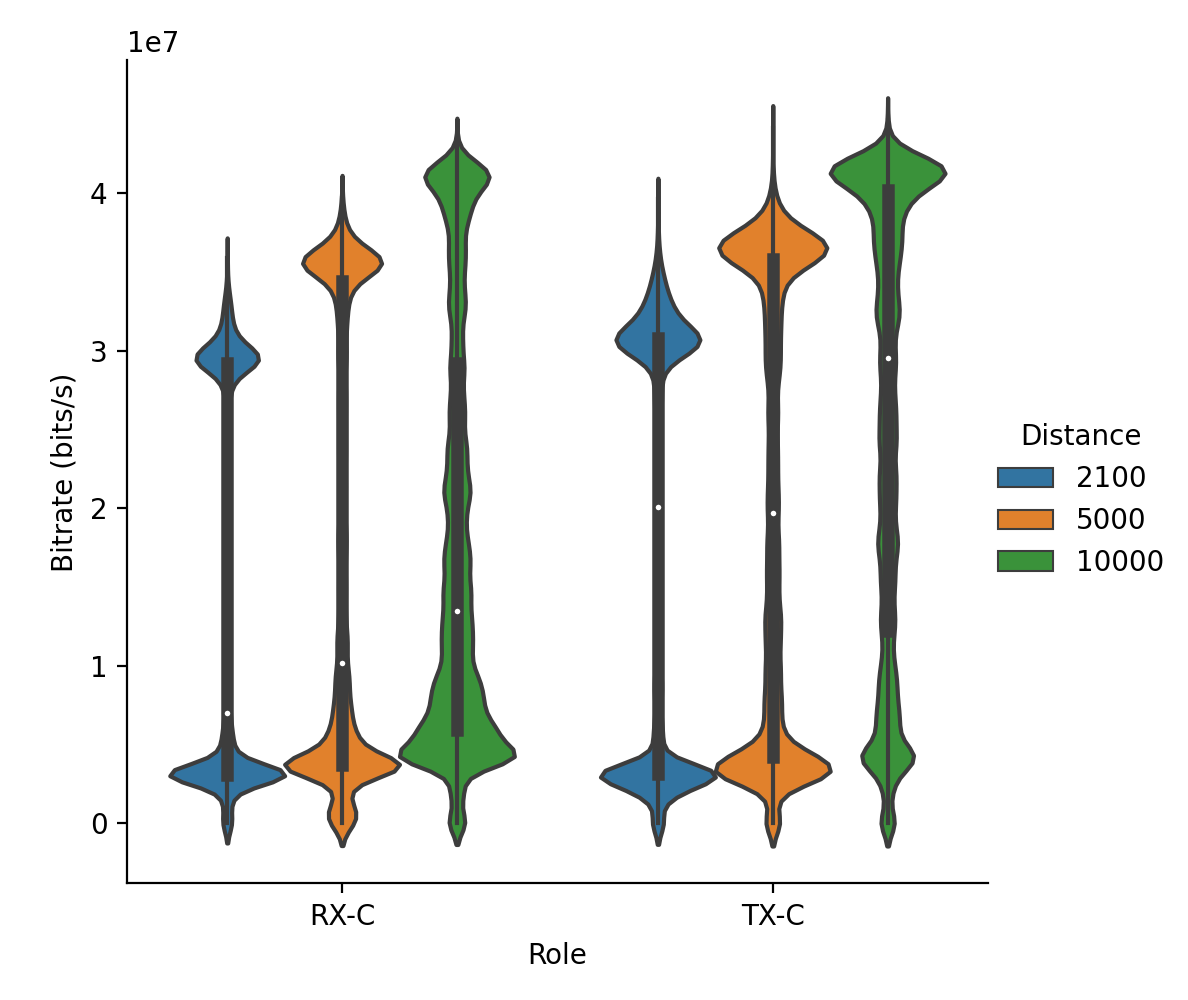 1e7
Bitrate (bits/s)
4
3
2
1
0
RX-C
TX-C
Role
Distance
2100
5000
10000